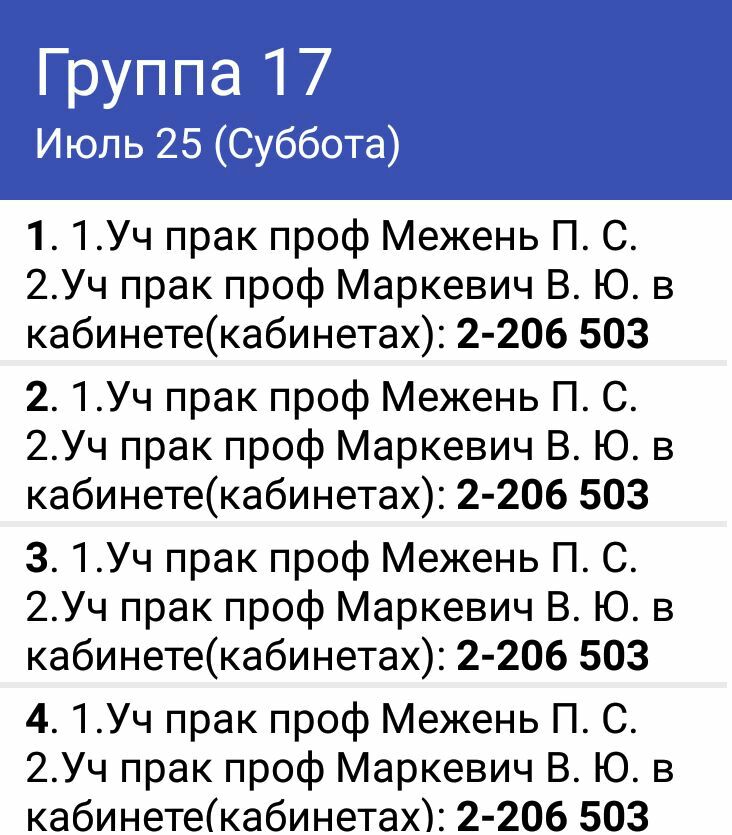 Группа 17
Июль 25 (Суббота)
1. 1.Уч прак проф Межень П. С.
2.Уч прак проф Маркевич В. Ю. в
кабинете(кабинетах): 2-206 503
2. 1.Уч прак проф Межень П. С.
2.Уч прак проф Маркевич В. Ю. в
кабинете(кабинетах): 2-206 503
3. 1.Уч прак проф Межень П. С.
2.Уч прак проф Маркевич В. Ю. в
кабинете(кабинетах): 2-206 503
4. 1.Уч прак проф Межень П. С.
2.Уч прак проф Маркевич В. Ю. в
кабинете(кабинетах): 2-206 503